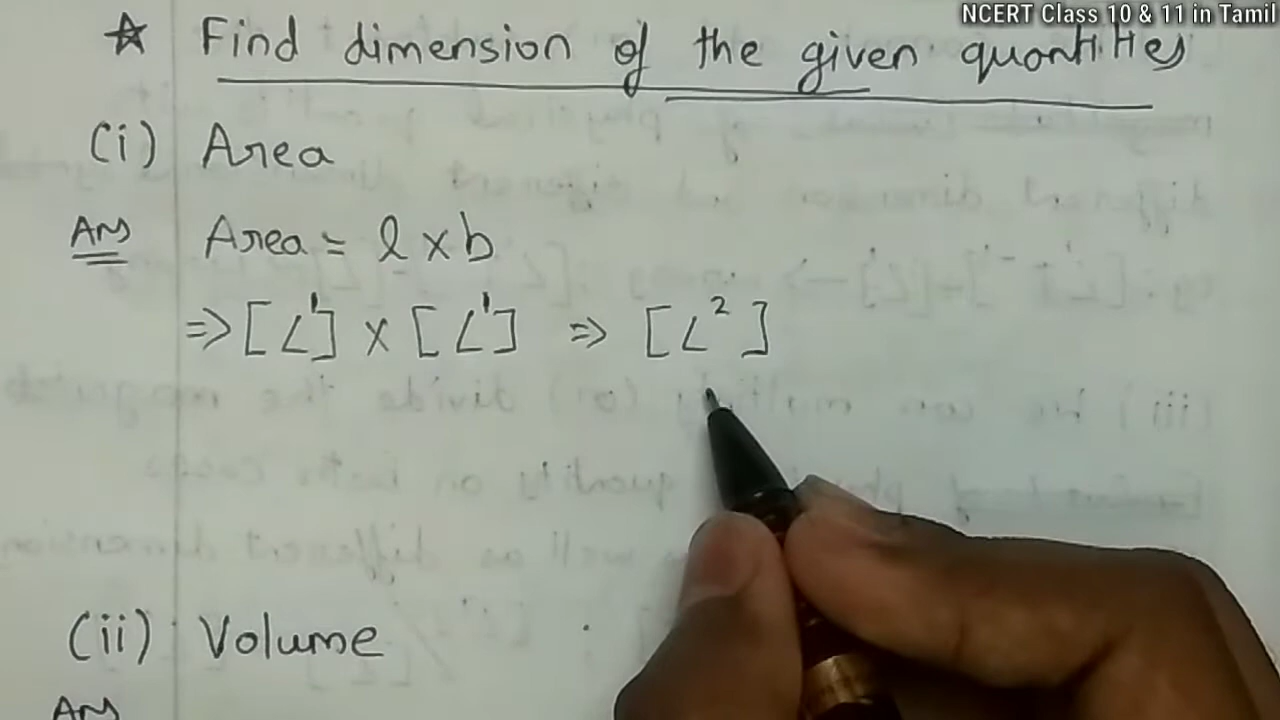 NCERT Class 10 & 11 in Tamil
☆ Find dimension of the given quantities
(i) Area
Ans Area = l × b
⇒ [L¹] × [L¹] ⇒ [L²]
(ii) Volume
Ans